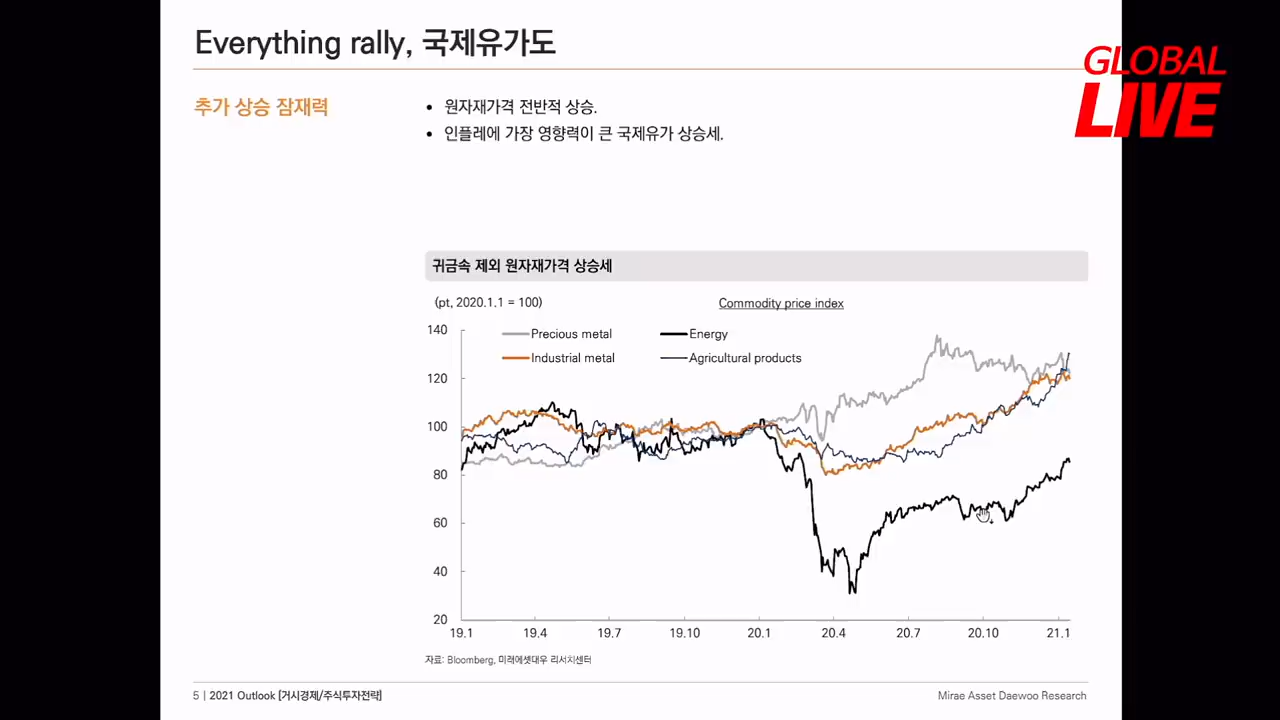 Everything rally, 국제유가도
GLOBAL
LIVE
추가 상승 잠재력
• 원자재가격 전반적 상승.
• 인플레에 가장 영향력이 큰 국제유가 상승세.
귀금속 제외 원자재가격 상승세
(pt, 2020.1.1 = 100)
Commodity price index
Precious metal
Energy
Industrial metal
Agricultural products
140
120
100
80
60
40
20
19.1 19.4 19.7 19.10 20.1 20.4 20.7 20.10 21.1
자료: Bloomberg, 미래에셋대우 리서치센터
5 | 2021 Outlook [거시경제/주식투자전략]
Mirae Asset Daewoo Research